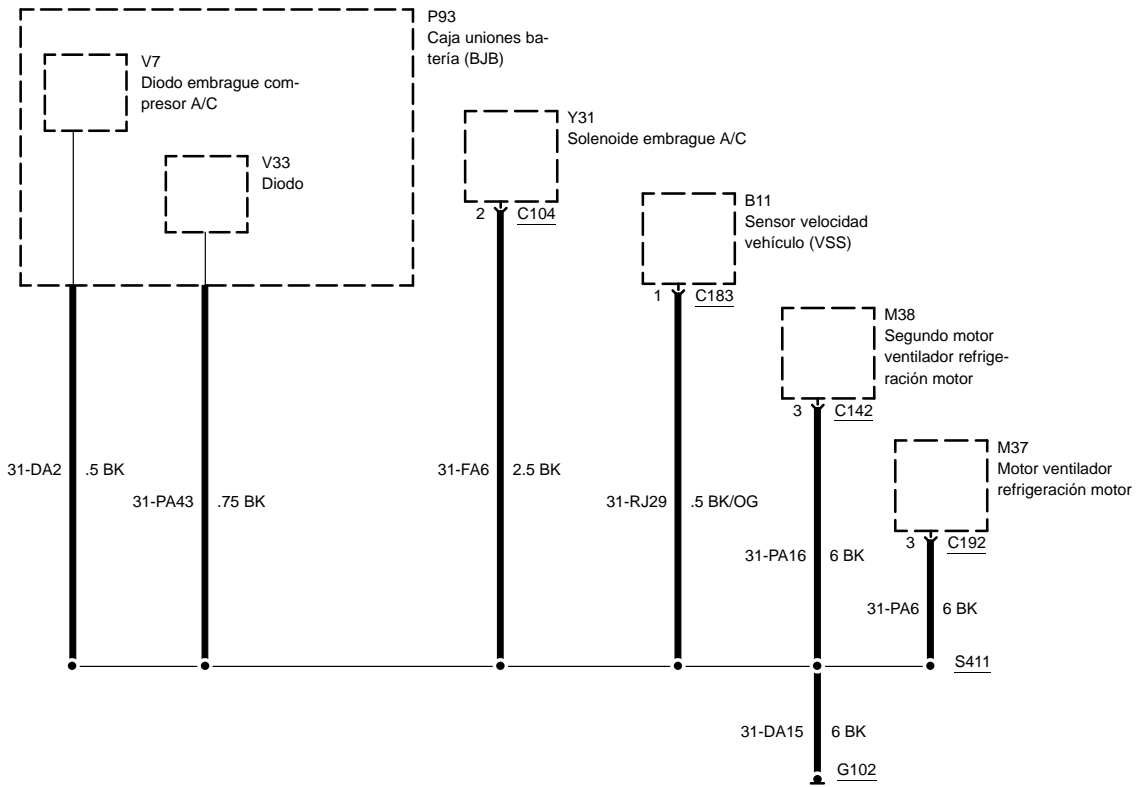 P93
Caja uniones ba-
tería (BJB)
V7
Diodo embrague com-
presor A/C
V33
Diodo
Y31
Solenoide embrague A/C
2 C104
B11
Sensor velocidad
vehículo (VSS)
1 C183
M38
Segundo motor
ventilador refrige-
ración motor
3 C142
M37
Motor ventilador
refrigeración motor
3 C192
31-DA2 .5 BK
31-PA43 .75 BK
31-FA6 2.5 BK
31-RJ29 .5 BK/OG
31-PA16 6 BK
31-PA6 6 BK
S411
31-DA15 6 BK
G102